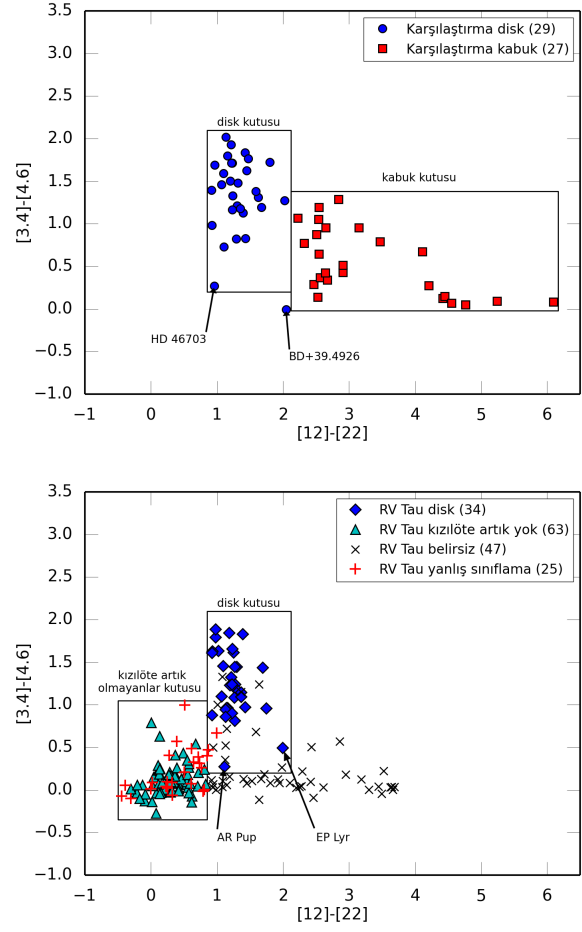 3.5
3.0
2.5
2.0
1.5
1.0
0.5
0.0
−0.5
−1.0
[3.4]-[4.6]
Karşılaştırma disk (29)
Karşılaştırma kabuk (27)
disk kutusu
kabuk kutusu
HD 46703
BD+39.4926
−1 0 1 2 3 4 5 6
[12]-[22]
3.5
3.0
2.5
2.0
1.5
1.0
0.5
0.0
−0.5
−1.0
[3.4]-[4.6]
RV Tau disk (34)
RV Tau kızılöte artık yok (63)
RV Tau belirsiz (47)
RV Tau yanlış sınıflama (25)
disk kutusu
kızılöte artık
olmayanlar kutusu
AR Pup
EP Lyr
−1 0 1 2 3 4 5 6
[12]-[22]